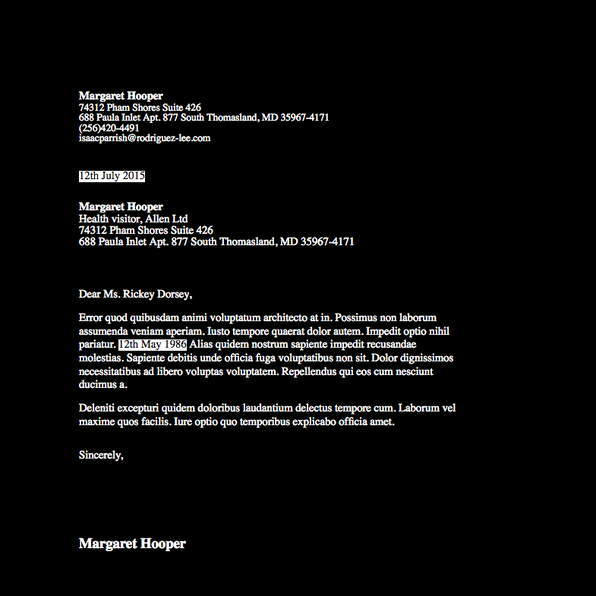 Margaret Hooper
74312 Pham Shores Suite 426
688 Paula Inlet Apt. 877 South Thomasland, MD 35967-4171
(256)420-4491
isaacparrish@rodriguez-lee.com
12th July 2015
Margaret Hooper
Health visitor, Allen Ltd
74312 Pham Shores Suite 426
688 Paula Inlet Apt. 877 South Thomasland, MD 35967-4171
Dear Ms. Rickey Dorsey,
Error quod quibusdam animi voluptatum architecto at in. Possimus non laborum
assumenda veniam aperiam. Iusto tempore quaerat dolor autem. Impedit optio nihil
pariatur. 12th May 1986 Alias quidem nostrum sapiente impedit recusandae
molestias. Sapiente debitis unde officia fuga voluptatibus non sit. Dolor dignissimos
necessitatibus ad libero voluptas voluptatem. Repellendus qui eos cum nesciunt
ducimus a.
Deleniti excepturi quidem doloribus laudantium delectus tempore cum. Laborum vel
maxime quos facilis. Iure optio quo temporibus explicabo officia amet.
Sincerely,
Margaret Hooper